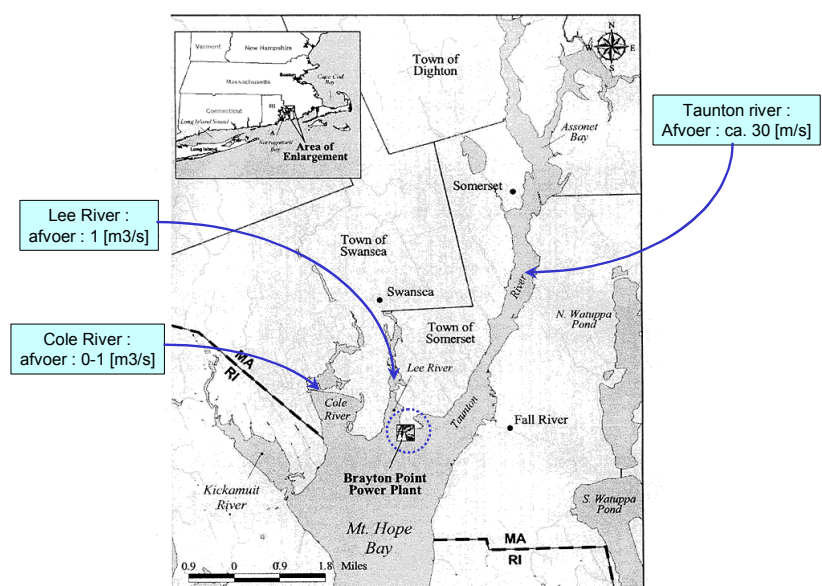 Vermont
New Hampshire
Massachusetts
Boston
Cape Cod
Bay
Connecticut
RI
Long Island Sound
Narragansett
Bay
Long Island
Area of
Enlargement
Town of
Dighton
N
W
E
S
Assonet
Bay
Taunton river :
Afvoer : ca. 30 [m/s]
Somerset
Lee River :
afvoer : 1 [m3/s]
Town of
Swansea
Swansea
River
N. Watuppa
Pond
Cole River :
afvoer : 0-1 [m3/s]
MA
RI
Town of
Somerset
Lee River
Cole
River
Taunton
Fall River
Brayton Point
Power Plant
Kickamuit
River
S. Watuppa
Pond
Mt. Hope
Bay
MA
RI
0.9 0 0.9 1.8 Miles